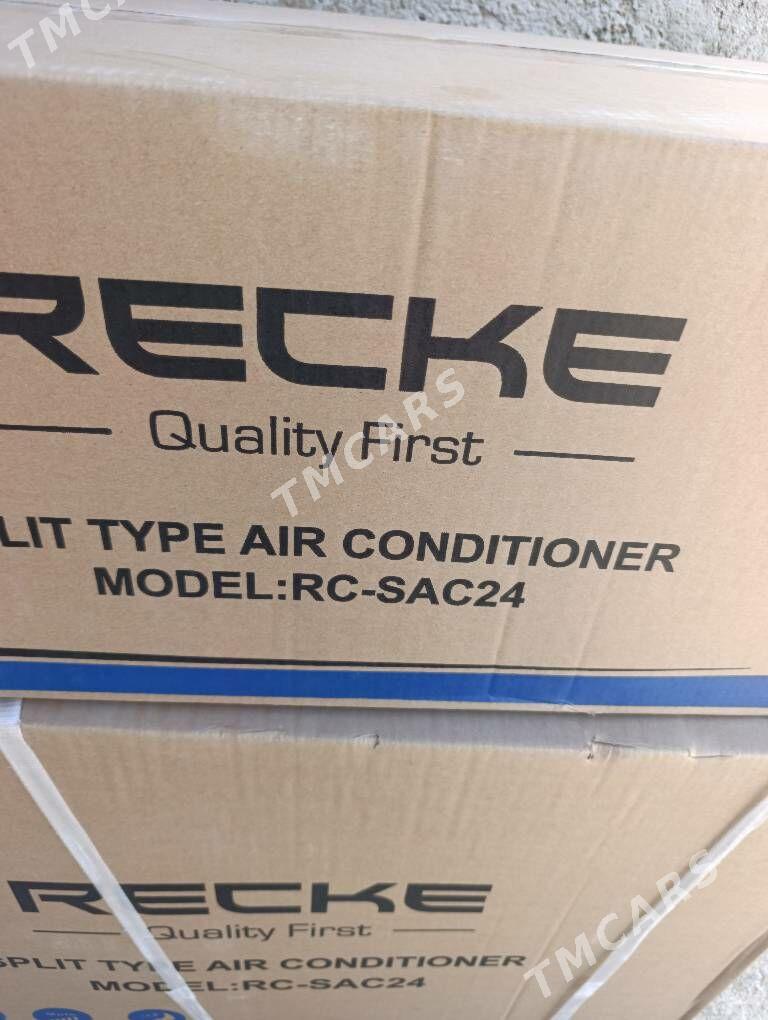 TMCARS
RECKE
Quality First
TMCARS
LIT TYPE AIR CONDITIONER
MODEL:RC-SAC24
RECKE
Quality First
TMCARS
SPLIT TYPE AIR CONDITIONER
MODEL:RC-SAC24